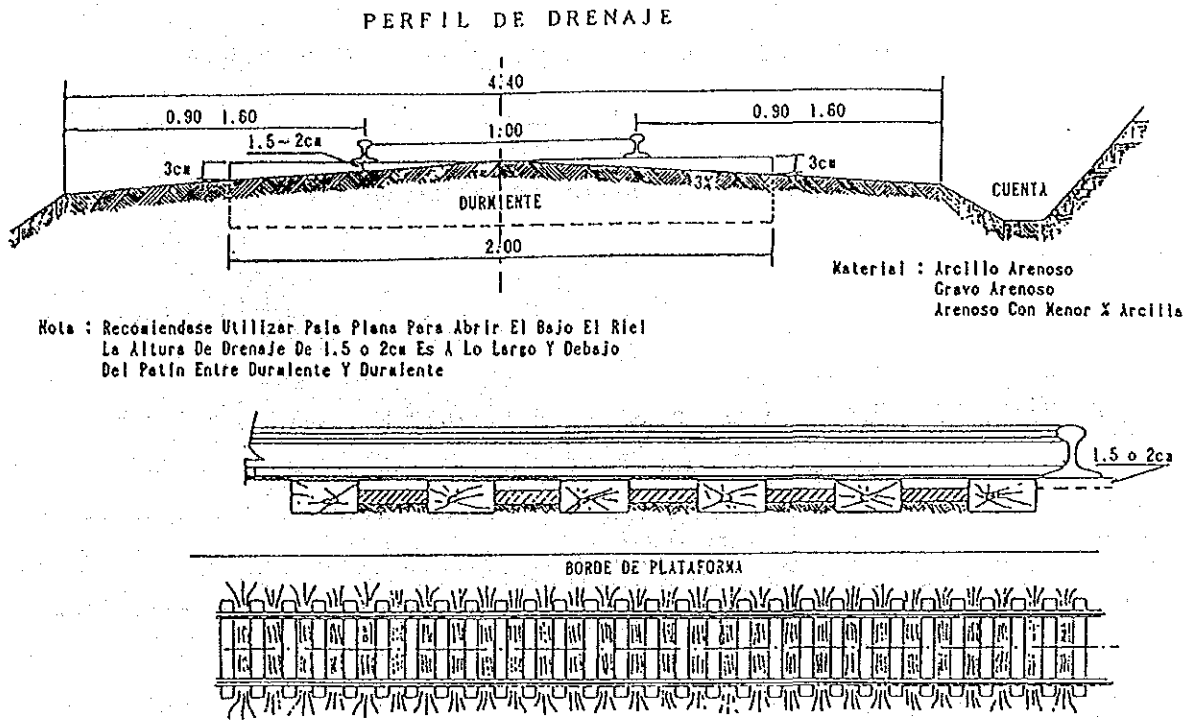 PERFIL DE DRENAJE
4.40
0.90 1.60
1.00
0.90 1.60
1.5~2cm
3cm
3cm
3%
CUENTA
DURMIENTE
2.00
Material : Arcillo Arenoso
Gravo Arenoso
Arenoso Con Menor % Arcilla
Nota : Recomiendase Utilizar Pala Plana Para Abrir El Bajo El Riel
La Altura De Drenaje De 1.5 o 2cm Es A Lo Largo Y Debajo
Del Patin Entre Durmiente Y Durmiente
1.5 o 2cm
BORDE DE PLATAFORMA